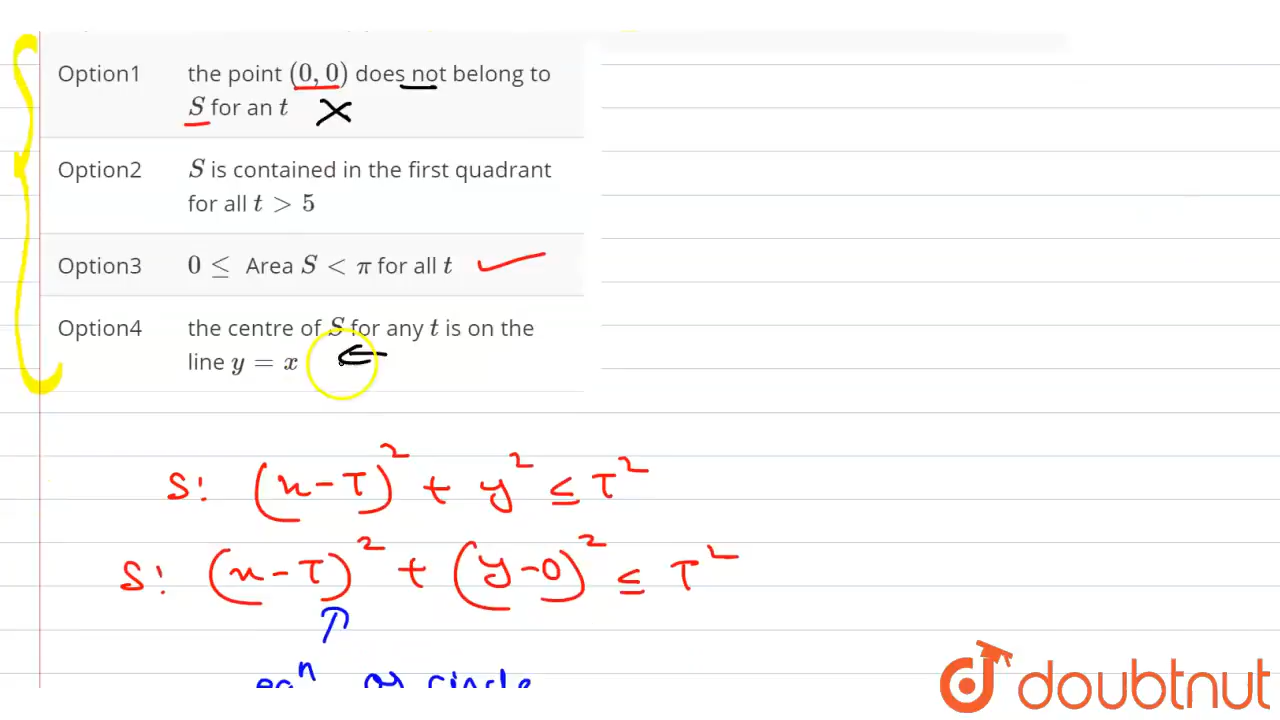 Option1 the point (0, 0) does not belong to
S for an t ×
Option2 S is contained in the first quadrant
for all t > 5
Option3 0 ≤ Area S < π for all t ✓
Option4 the centre of S for any t is on the
line y = x ←
S: (x-T)² + y² ≤ T²
S: (x-T)² + (y-0)² ≤ T²
↑
eqⁿ of circle
doubtnut